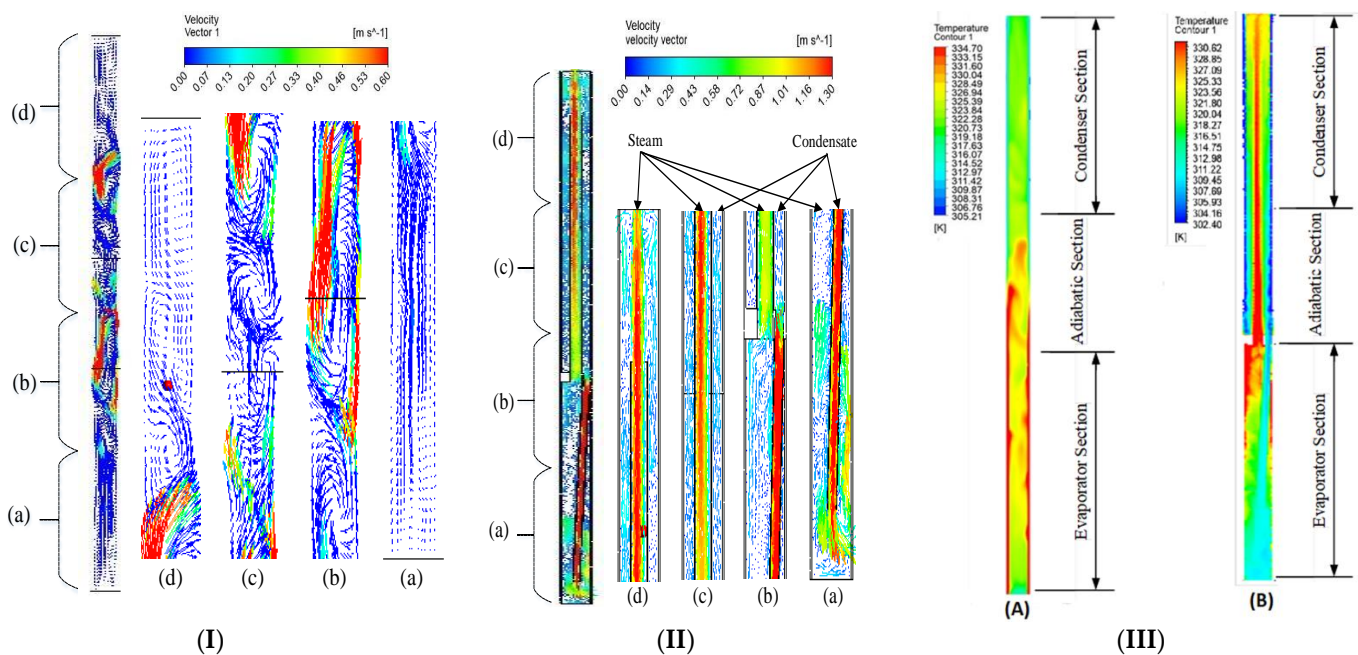 Velocity
Vector 1
[m s^-1]
0.00
0.07
0.13
0.20
0.27
0.33
0.40
0.46
0.53
0.60
(d)
(c)
(b)
(a)
(d)
(c)
(b)
(a)
(I)
Velocity
velocity vector
[m s^-1]
0.00
0.14
0.29
0.43
0.58
0.72
0.87
1.01
1.16
1.30
(d)
(c)
(b)
(a)
Steam
Condensate
(d)
(c)
(b)
(a)
(II)
Temperature
Contour 1
334.70
333.15
331.60
330.04
328.49
326.94
325.39
323.84
322.28
320.73
319.18
317.63
316.07
314.52
312.97
311.42
309.87
308.31
306.76
305.21
[K]
Condenser Section
Adiabatic Section
Evaporator Section
(A)
Temperature
Contour 1
330.62
328.85
327.09
325.33
323.56
321.80
320.04
318.27
316.51
314.75
312.98
311.22
309.45
307.69
305.93
304.16
302.40
[K]
Condenser Section
Adiabatic Section
Evaporator Section
(B)
(III)